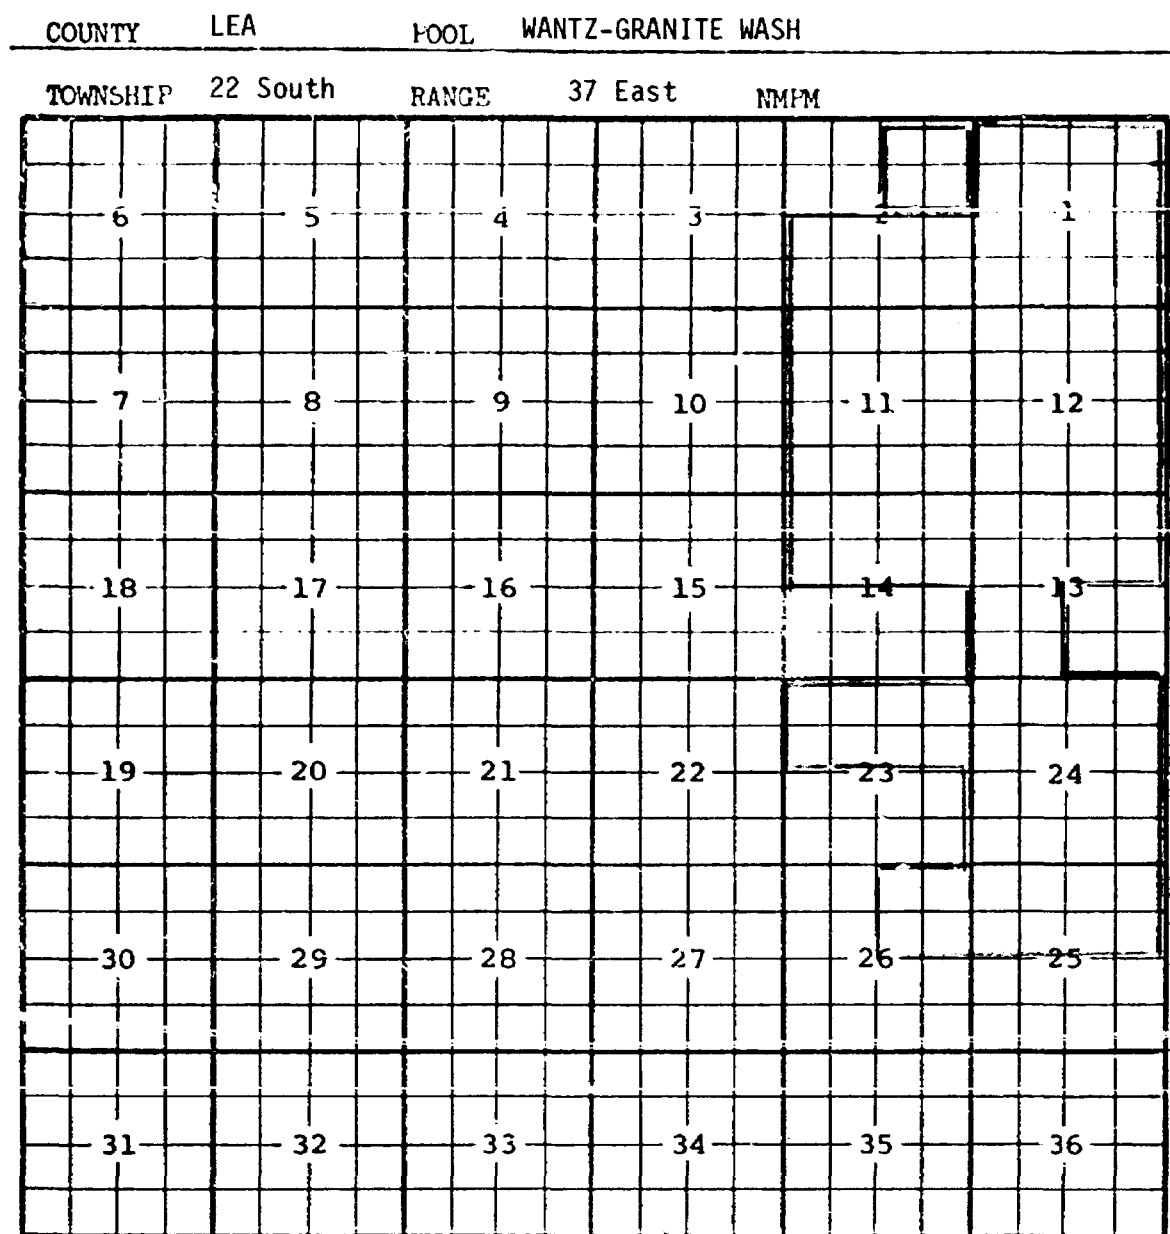 COUNTY LEA POOL WANTZ-GRANITE WASH
TOWNSHIP 22 South RANGE 37 East NMPM
6 5 4 3 2 1
7 8 9 10 11 12
18 17 16 15 14 13
19 20 21 22 23 24
30 29 28 27 26 25
31 32 33 34 35 36